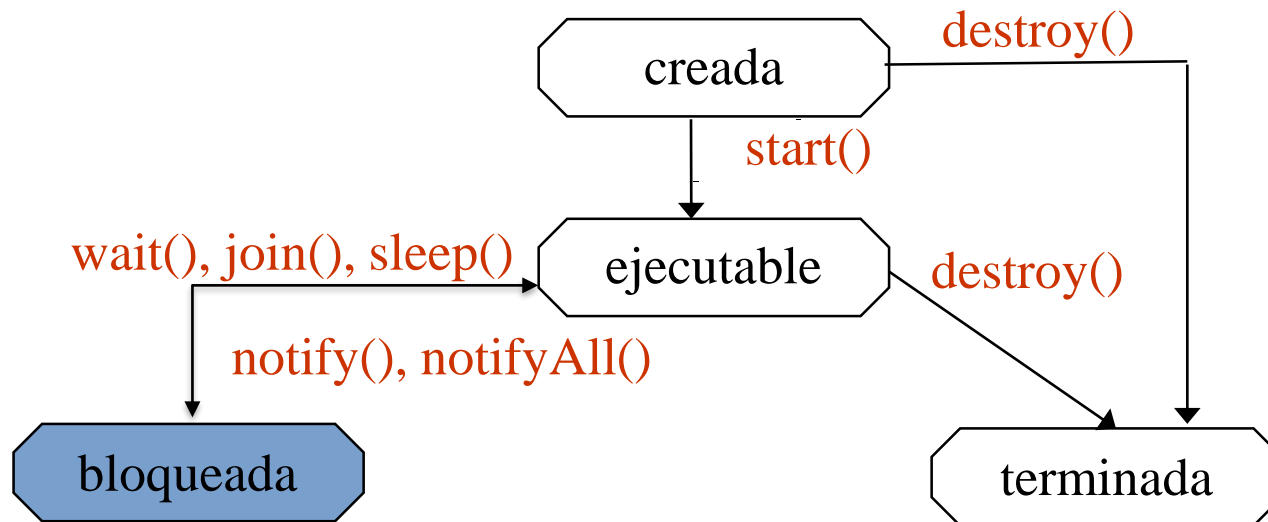 destroy()
creada
start()
wait(), join(), sleep()
ejecutable
destroy()
notify(), notifyAll()
bloqueada
terminada